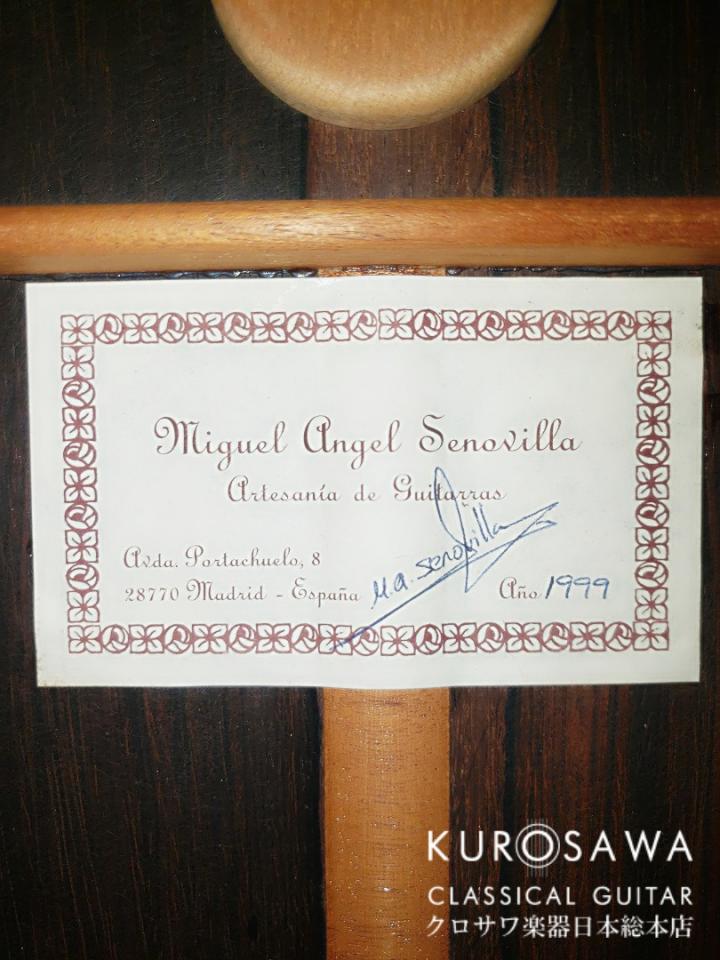 Miguel Angel Senovilla
Artesanía de Guitarras
Avda. Portachuelo, 8
28770 Madrid - España
M.A. Senovilla
Año 1999
KUROSAWA
CLASSICAL GUITAR
クロサワ楽器日本総本店